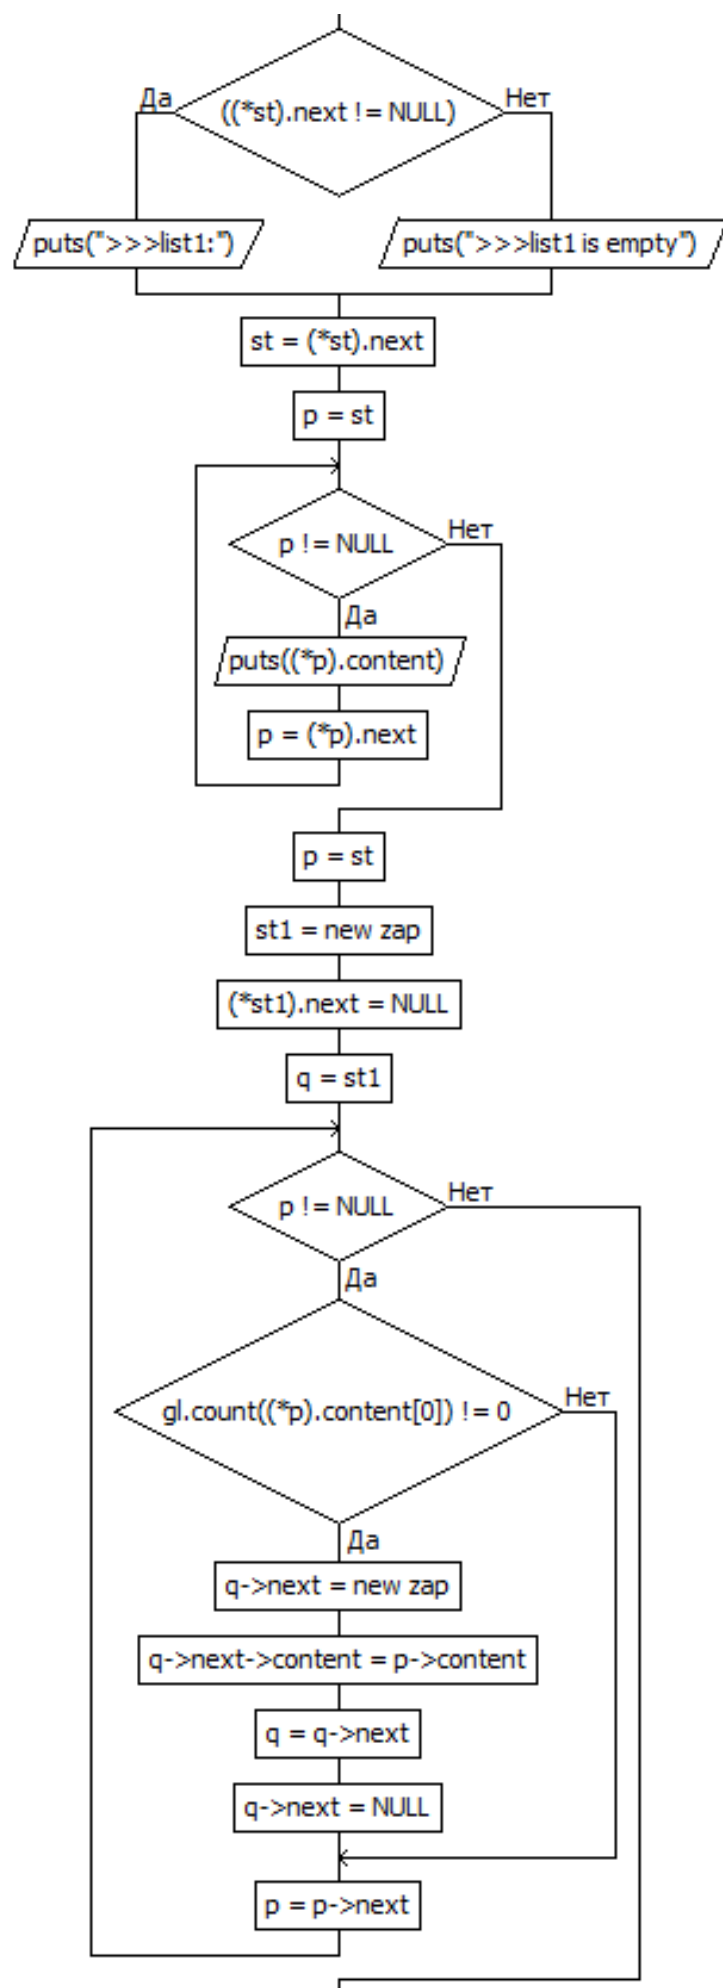 ((*st).next != NULL)
Да
Нет
puts(">>>list1:")
puts(">>>list1 is empty")
st = (*st).next
p = st
p != NULL
Нет
Да
puts((*p).content)
p = (*p).next
p = st
st1 = new zap
(*st1).next = NULL
q = st1
p != NULL
Нет
Да
gl.count((*p).content[0]) != 0
Нет
Да
q->next = new zap
q->next->content = p->content
q = q->next
q->next = NULL
p = p->next